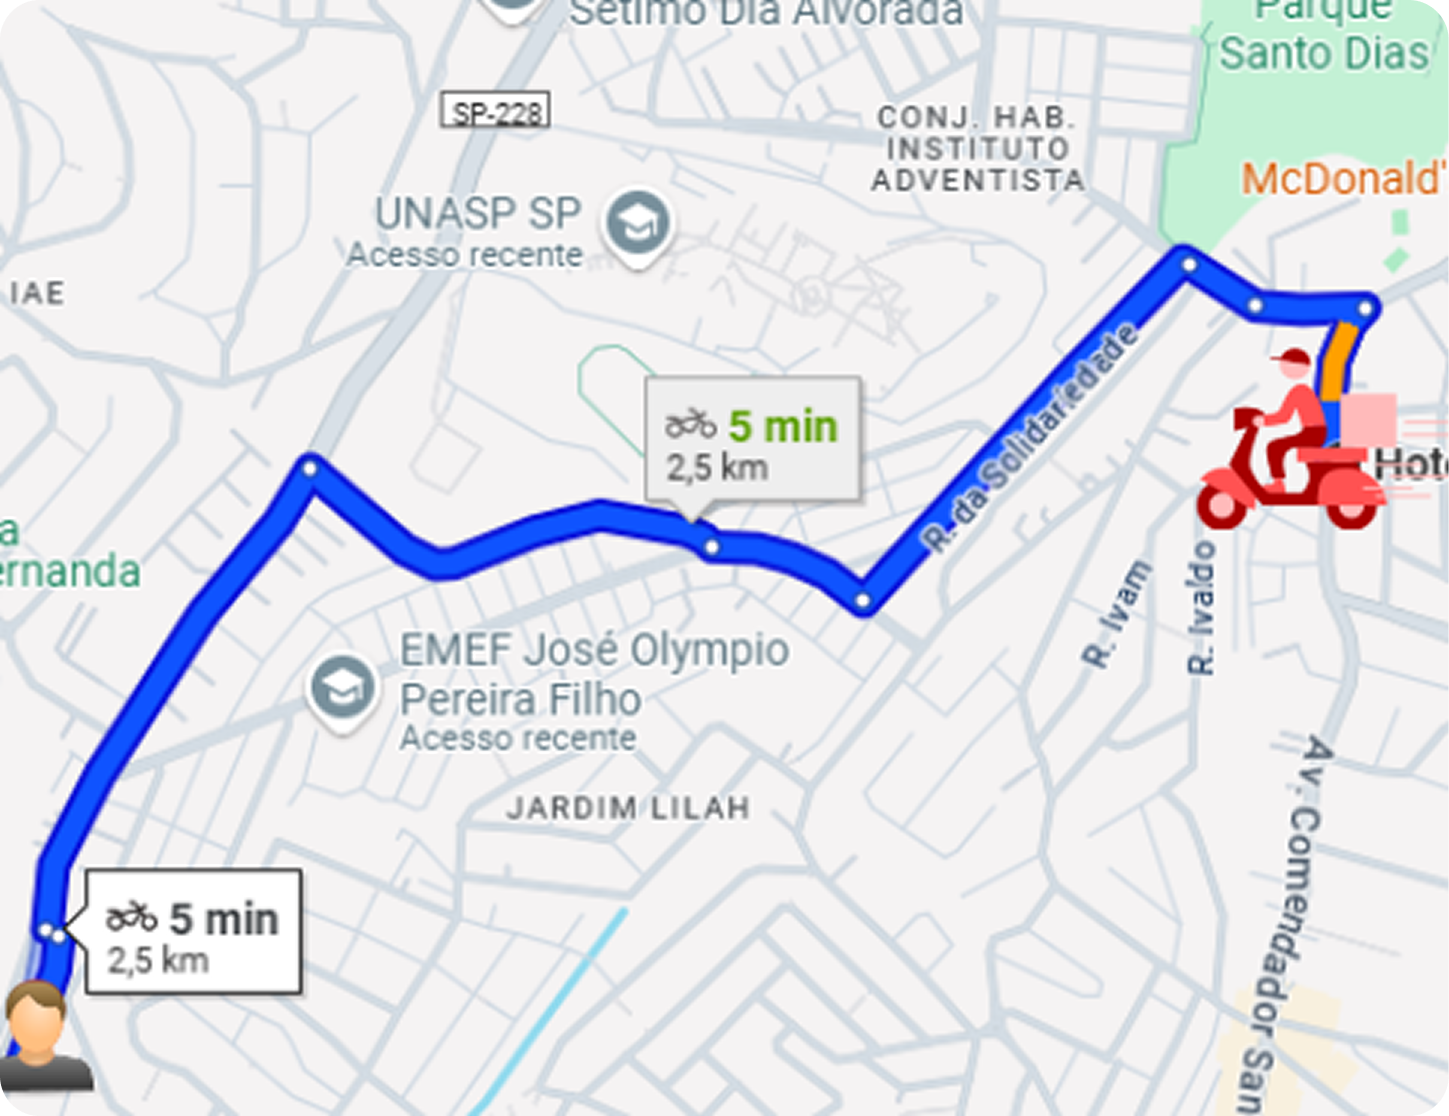 Sétimo Dia Alvorada
Parque
Santo Dias
SP-228
CONJ. HAB.
INSTITUTO
ADVENTISTA
McDonald'
UNASP SP
Acesso recente
IAE
5 min
2,5 km
R. da Solidariedade
Hote
a
ernanda
R. Ivam
R. Ivaldo
EMEF José Olympio
Pereira Filho
Acesso recente
JARDIM LILAH
Av. Comendador San
5 min
2,5 km